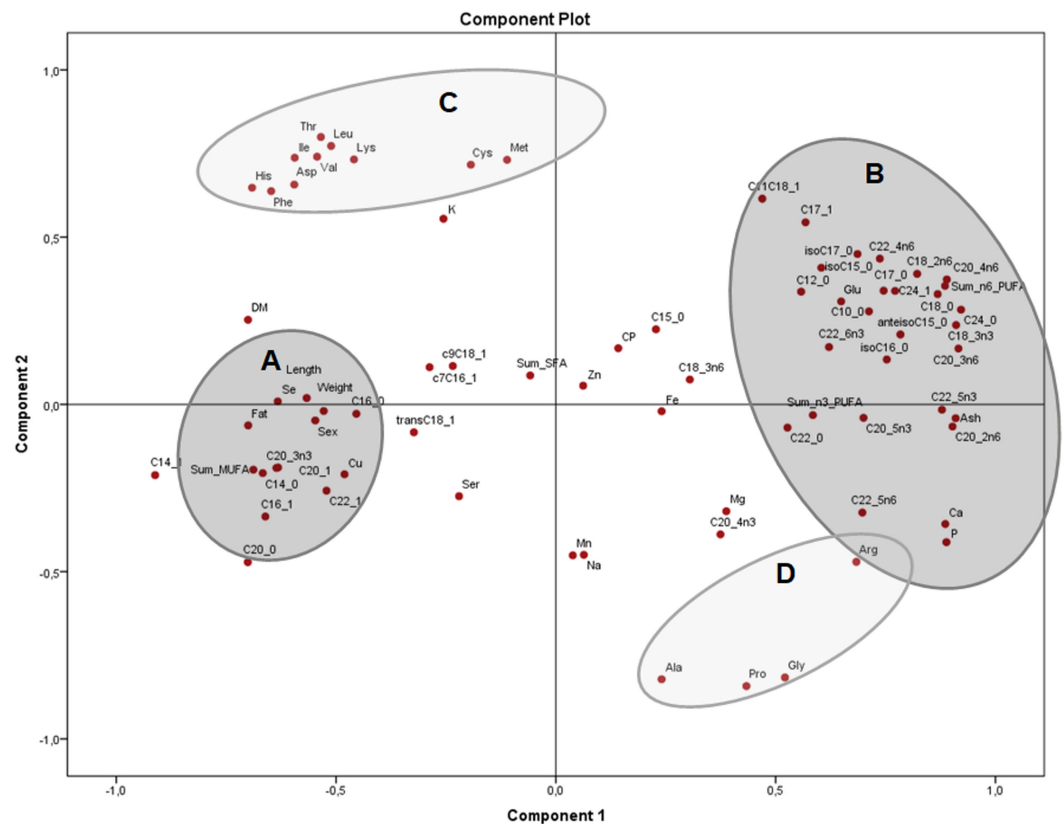 Component Plot
1,0
C
Thr
Leu
Ile
Lys
Val
Cys
Met
His
Asp
Phe
K
B
C11C18_1
C17_1
0,5
isoC17_0
C22_4n6
isoC15_0
C18_2n6
C20_4n6
C12_0
C17_0
Sum_n6_PUFA
Glu
C24_1
C18_0
C10_0
anteisoC15_0
C24_0
C22_6n3
C18_3n3
isoC16_0
C20_3n6
DM
C15_0
CP
A
c9C18_1
c7C16_1
Sum_SFA
Zn
C18_3n6
Length
Se
Weight
C16_0
0,0
Fat
Sex
transC18_1
Fe
Sum_n3_PUFA
C22_5n3
Ash
C22_0
C20_5n3
C20_2n6
C14_1
Sum_MUFA
C20_3n3
C20_1
Cu
C14_0
C16_1
C22_1
Ser
C22_5n6
Mg
Ca
C20_4n3
P
C20_0
Mn
Na
Arg
-0,5
D
Ala
Pro
Gly
-1,0
-1,0
-0,5
0,0
0,5
1,0
Component 1
Component 2